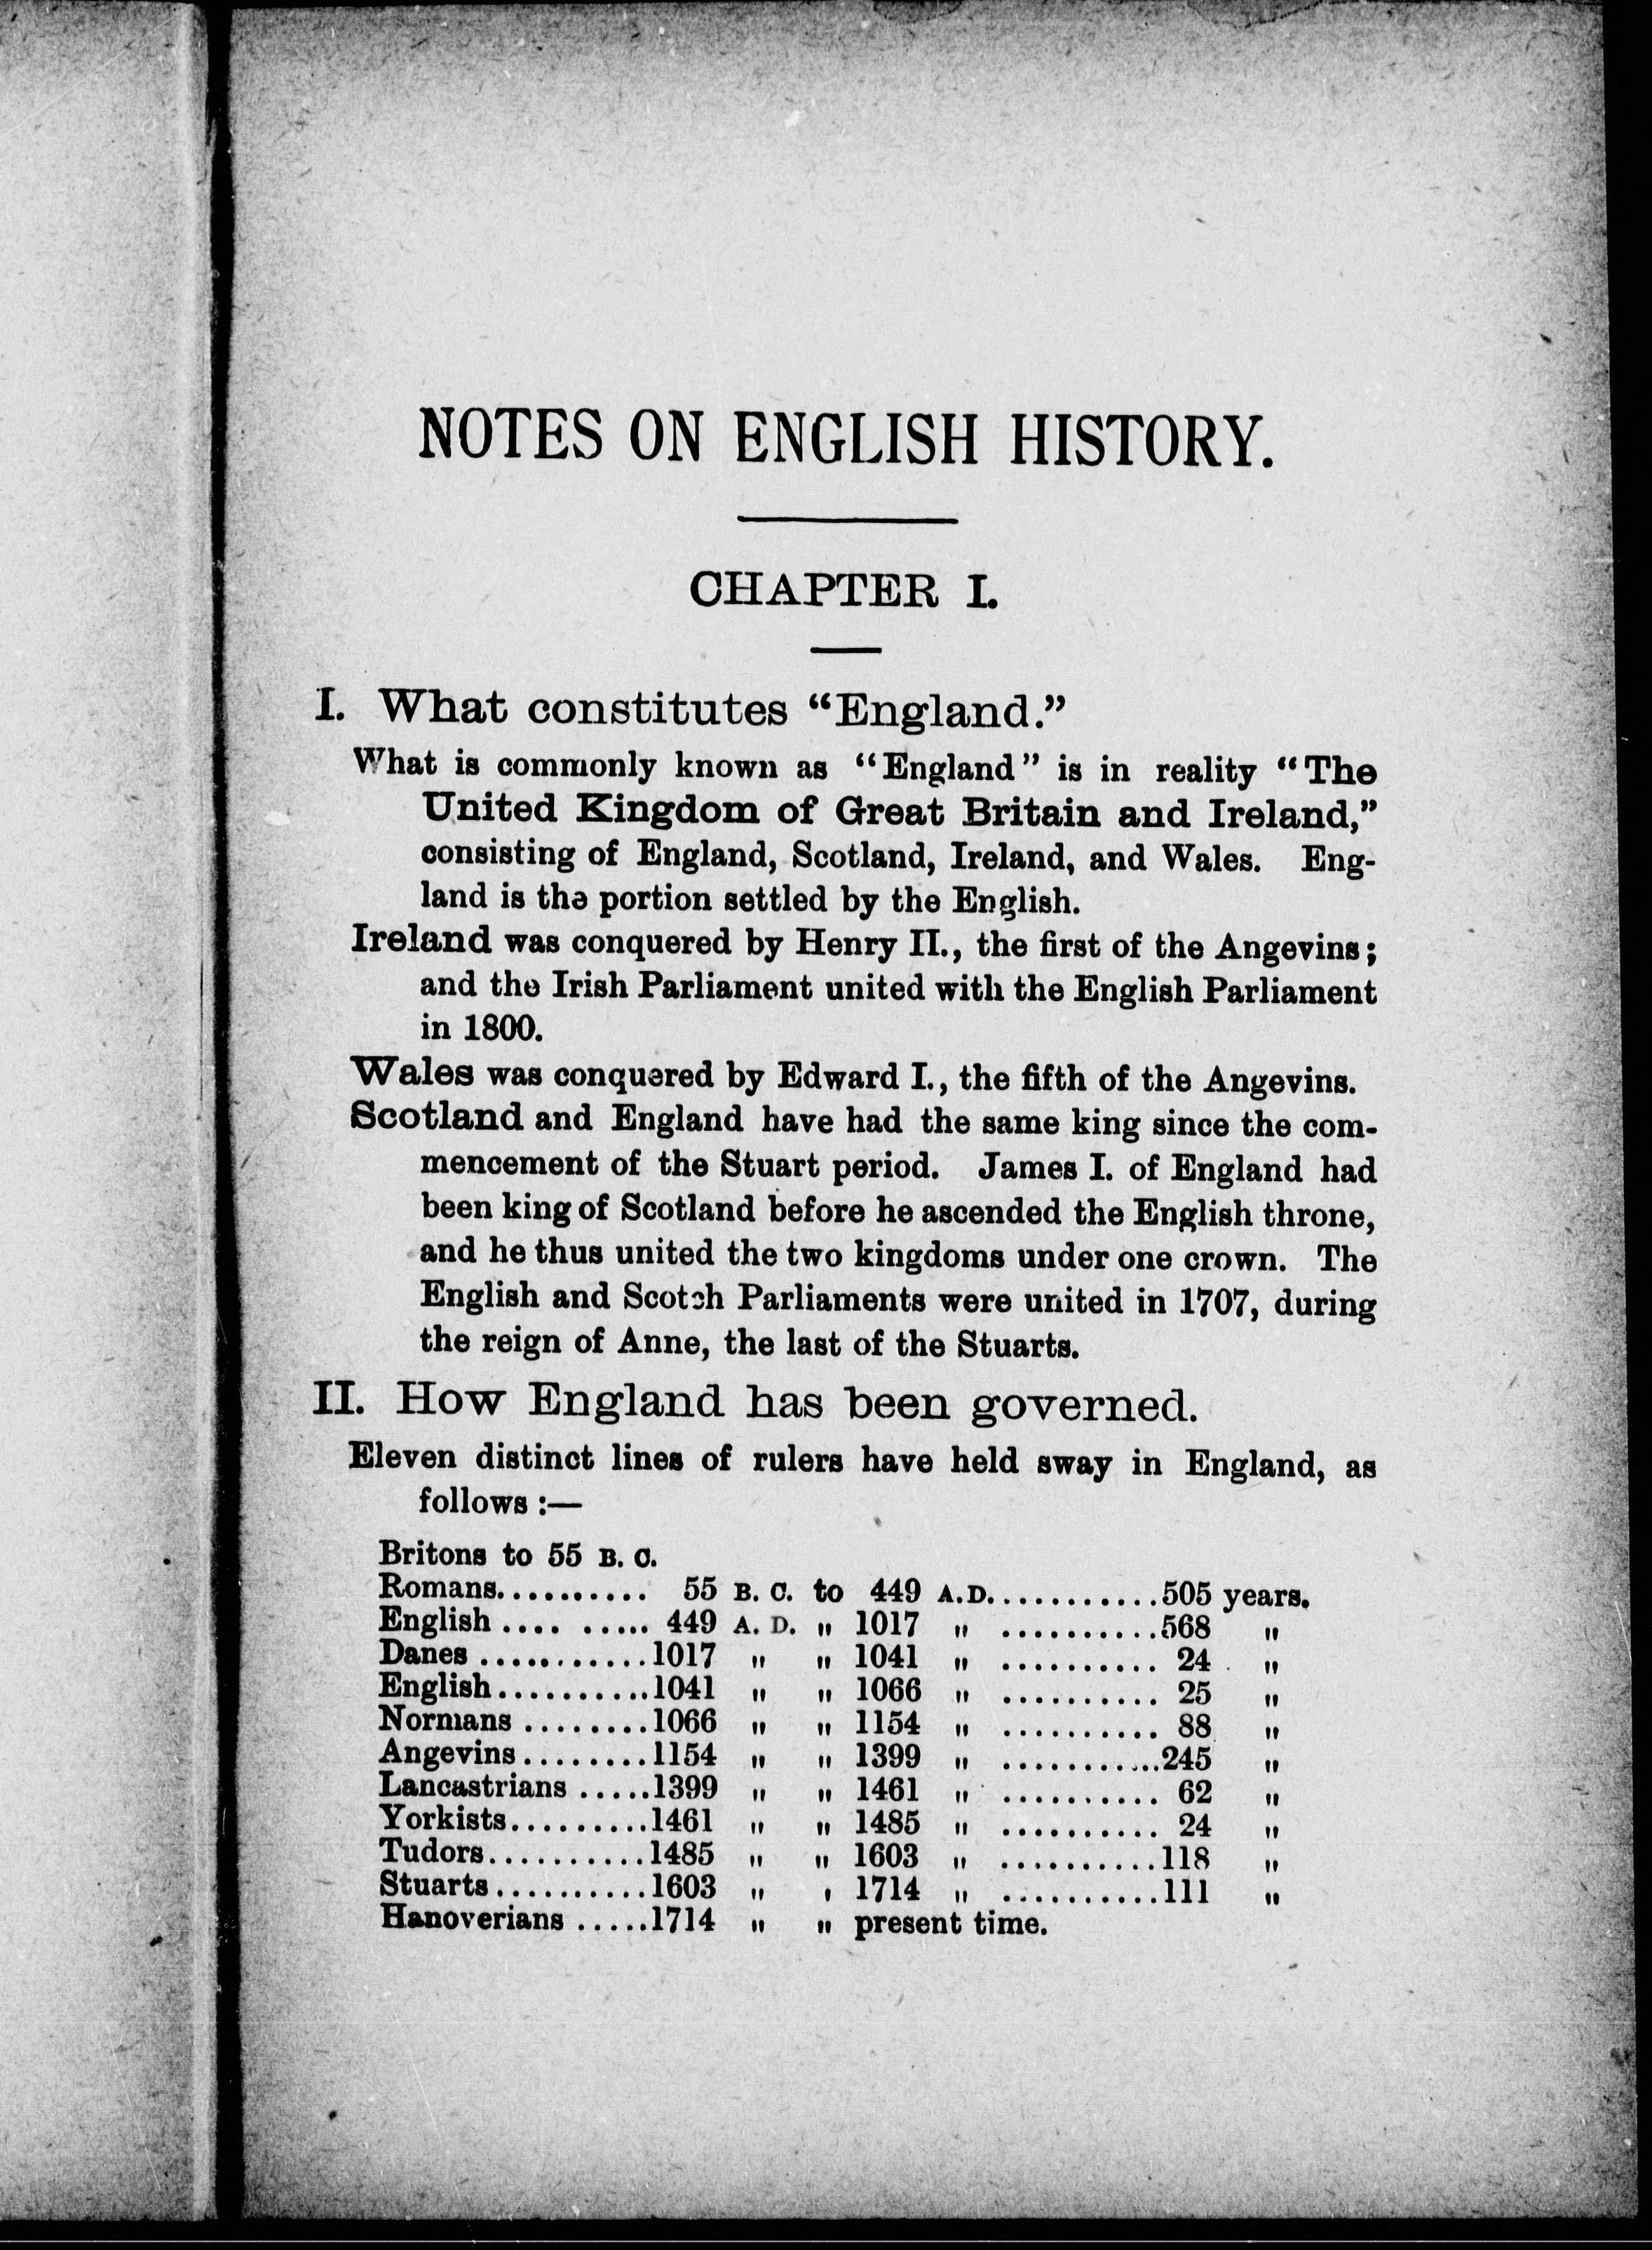 NOTES ON ENGLISH HISTORY.
CHAPTER I.
I. What constitutes “England.”
What is commonly known as “England” is in reality “The
United Kingdom of Great Britain and Ireland,”
consisting of England, Scotland, Ireland, and Wales. Eng-
land is the portion settled by the English.
Ireland was conquered by Henry II., the first of the Angevins;
and the Irish Parliament united with the English Parliament
in 1800.
Wales was conquered by Edward I., the fifth of the Angevins.
Scotland and England have had the same king since the com-
mencement of the Stuart period. James I. of England had
been king of Scotland before he ascended the English throne,
and he thus united the two kingdoms under one crown. The
English and Scotch Parliaments were united in 1707, during
the reign of Anne, the last of the Stuarts.
II. How England has been governed.
Eleven distinct lines of rulers have held sway in England, as
follows :—
Britons to 55 B. C.
Romans.......... 55 B. C. to 449 A.D............505 years.
English .... ..... 449 A. D. " 1017 " ..........568 "
Danes ...........1017 " " 1041 " .......... 24 "
English..........1041 " " 1066 " .......... 25 "
Normans ........1066 " " 1154 " .......... 88 "
Angevins........1154 " " 1399 " ...........245 "
Lancastrians .....1399 " " 1461 " .......... 62 "
Yorkists.........1461 " " 1485 " .......... 24 "
Tudors..........1485 " " 1603 " ..........118 "
Stuarts..........1603 " ' 1714 " ..........111 "
Hanoverians .....1714 " " present time.